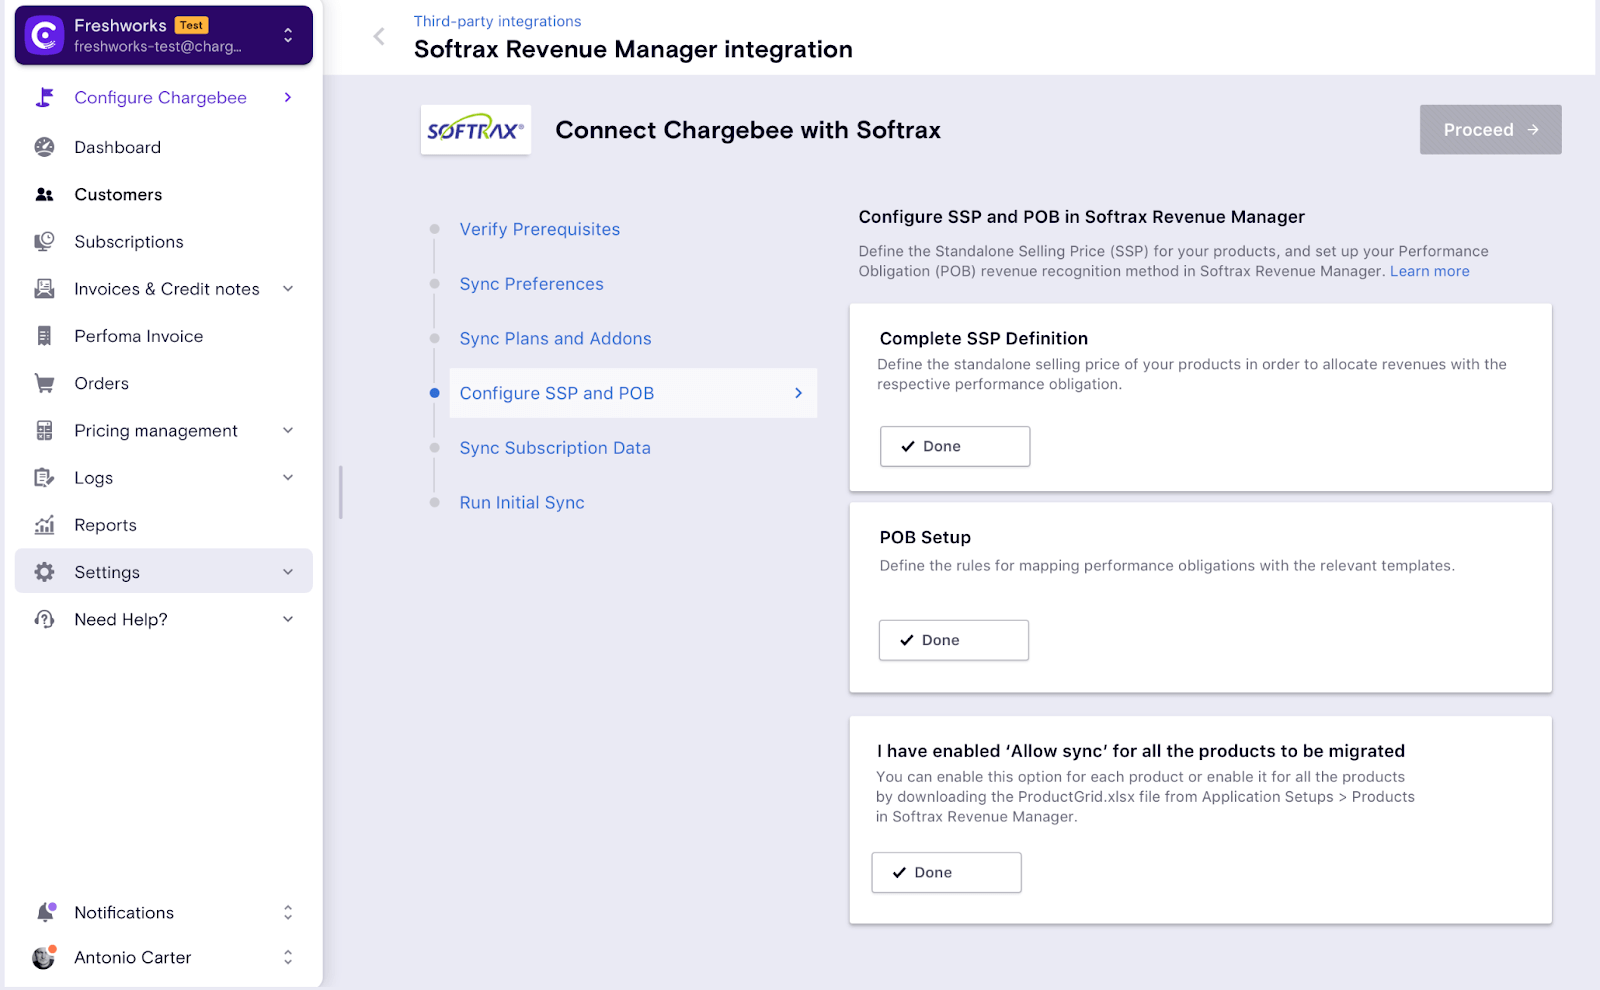 Freshworks Test
freshworks-test@charg...
Configure Chargebee
Dashboard
Customers
Subscriptions
Invoices & Credit notes
Perfoma Invoice
Orders
Pricing management
Logs
Reports
Settings
Need Help?
Notifications
Antonio Carter
Third-party integrations
Softrax Revenue Manager integration
SOFTRAX®
Connect Chargebee with Softrax
Proceed →
Verify Prerequisites
Sync Preferences
Sync Plans and Addons
Configure SSP and POB
Sync Subscription Data
Run Initial Sync
Configure SSP and POB in Softrax Revenue Manager
Define the Standalone Selling Price (SSP) for your products, and set up your Performance
Obligation (POB) revenue recognition method in Softrax Revenue Manager. Learn more
Complete SSP Definition
Define the standalone selling price of your products in order to allocate revenues with the
respective performance obligation.
Done
POB Setup
Define the rules for mapping performance obligations with the relevant templates.
Done
I have enabled ‘Allow sync’ for all the products to be migrated
You can enable this option for each product or enable it for all the products
by downloading the ProductGrid.xlsx file from Application Setups > Products
in Softrax Revenue Manager.
Done